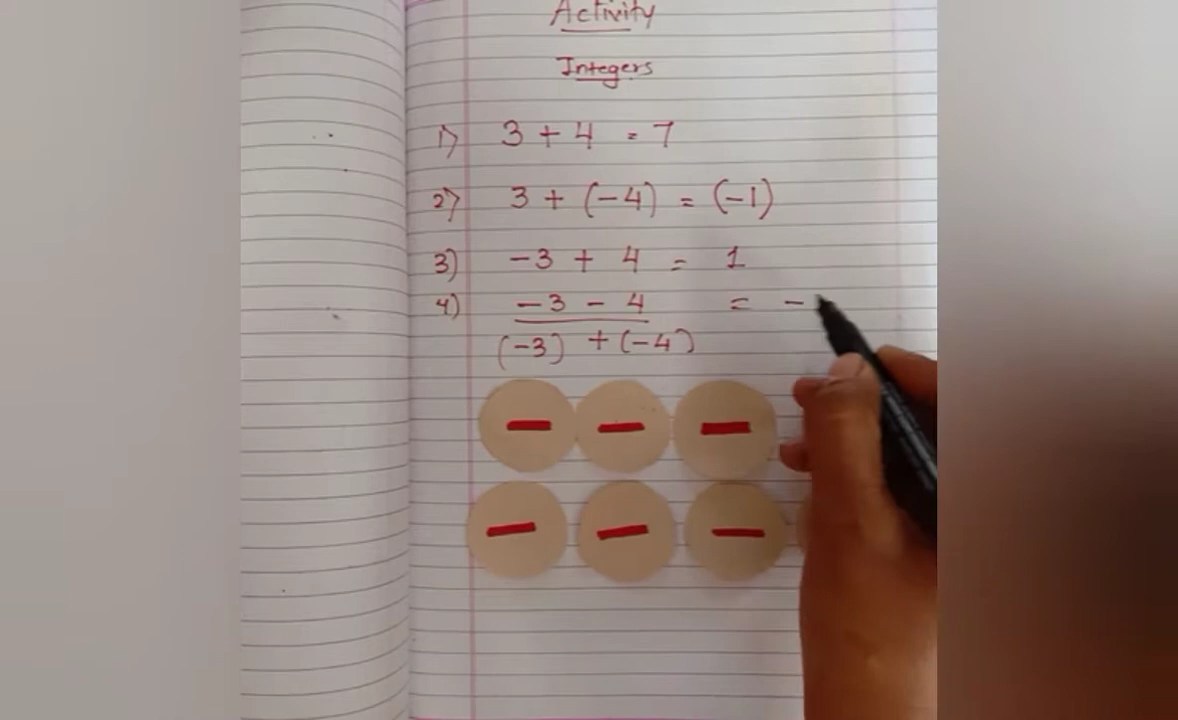 Activity
Integers
1) 3 + 4 = 7
2) 3 + (-4) = (-1)
3) -3 + 4 = 1
4) -3 - 4 = -
(-3) + (-4)
- - -
- - -